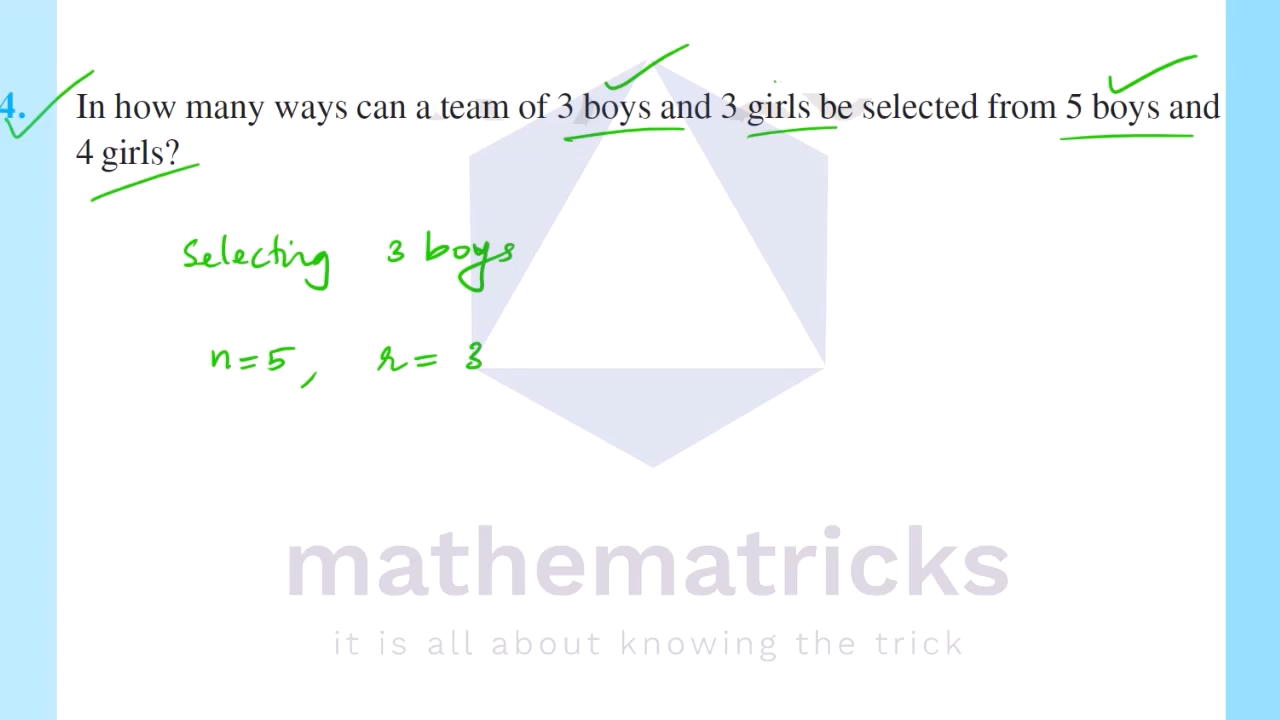 4. In how many ways can a team of 3 boys and 3 girls be selected from 5 boys and
4 girls?
Selecting 3 boys
n=5, r= 3
mathematricks
it is all about knowing the trick